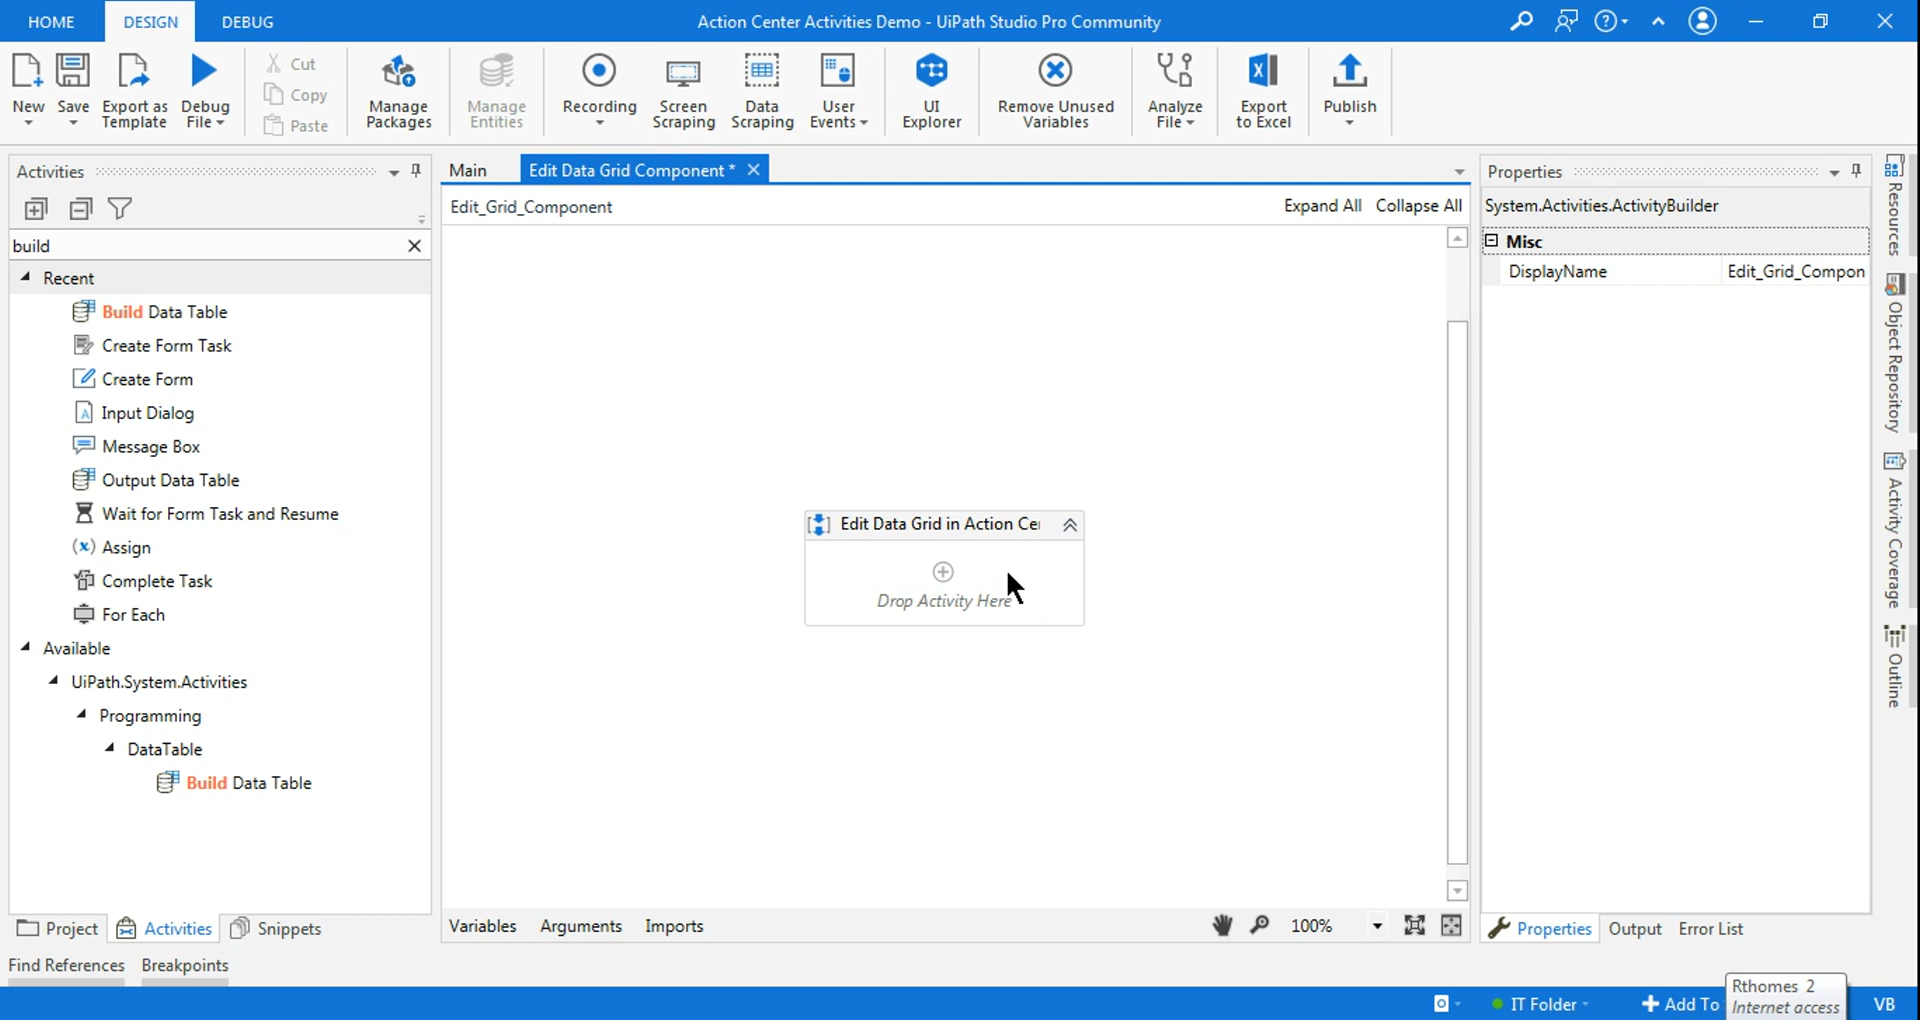 HOME
DESIGN
DEBUG
Action Center Activities Demo - UiPath Studio Pro Community
New
Save
Export as
Template
Debug
File
Cut
Copy
Paste
Manage
Packages
Manage
Entities
Recording
Screen
Scraping
Data
Scraping
User
Events
UI
Explorer
Remove Unused
Variables
Analyze
File
Export
to Excel
Publish
Activities
build
Recent
Build Data Table
Create Form Task
Create Form
Input Dialog
Message Box
Output Data Table
Wait for Form Task and Resume
(x) Assign
Complete Task
For Each
Available
UiPath.System.Activities
Programming
DataTable
Build Data Table
Project
Activities
Snippets
Main
Edit Data Grid Component *
Edit_Grid_Component
Expand All
Collapse All
Edit Data Grid in Action Ce
Drop Activity Here
Variables
Arguments
Imports
100%
Properties
System.Activities.ActivityBuilder
Misc
DisplayName
Edit_Grid_Compon
Properties
Output
Error List
Resources
Object Repository
Activity Coverage
Outline
Find References
Breakpoints
IT Folder
Add To
Rthomes 2
Internet access
VB